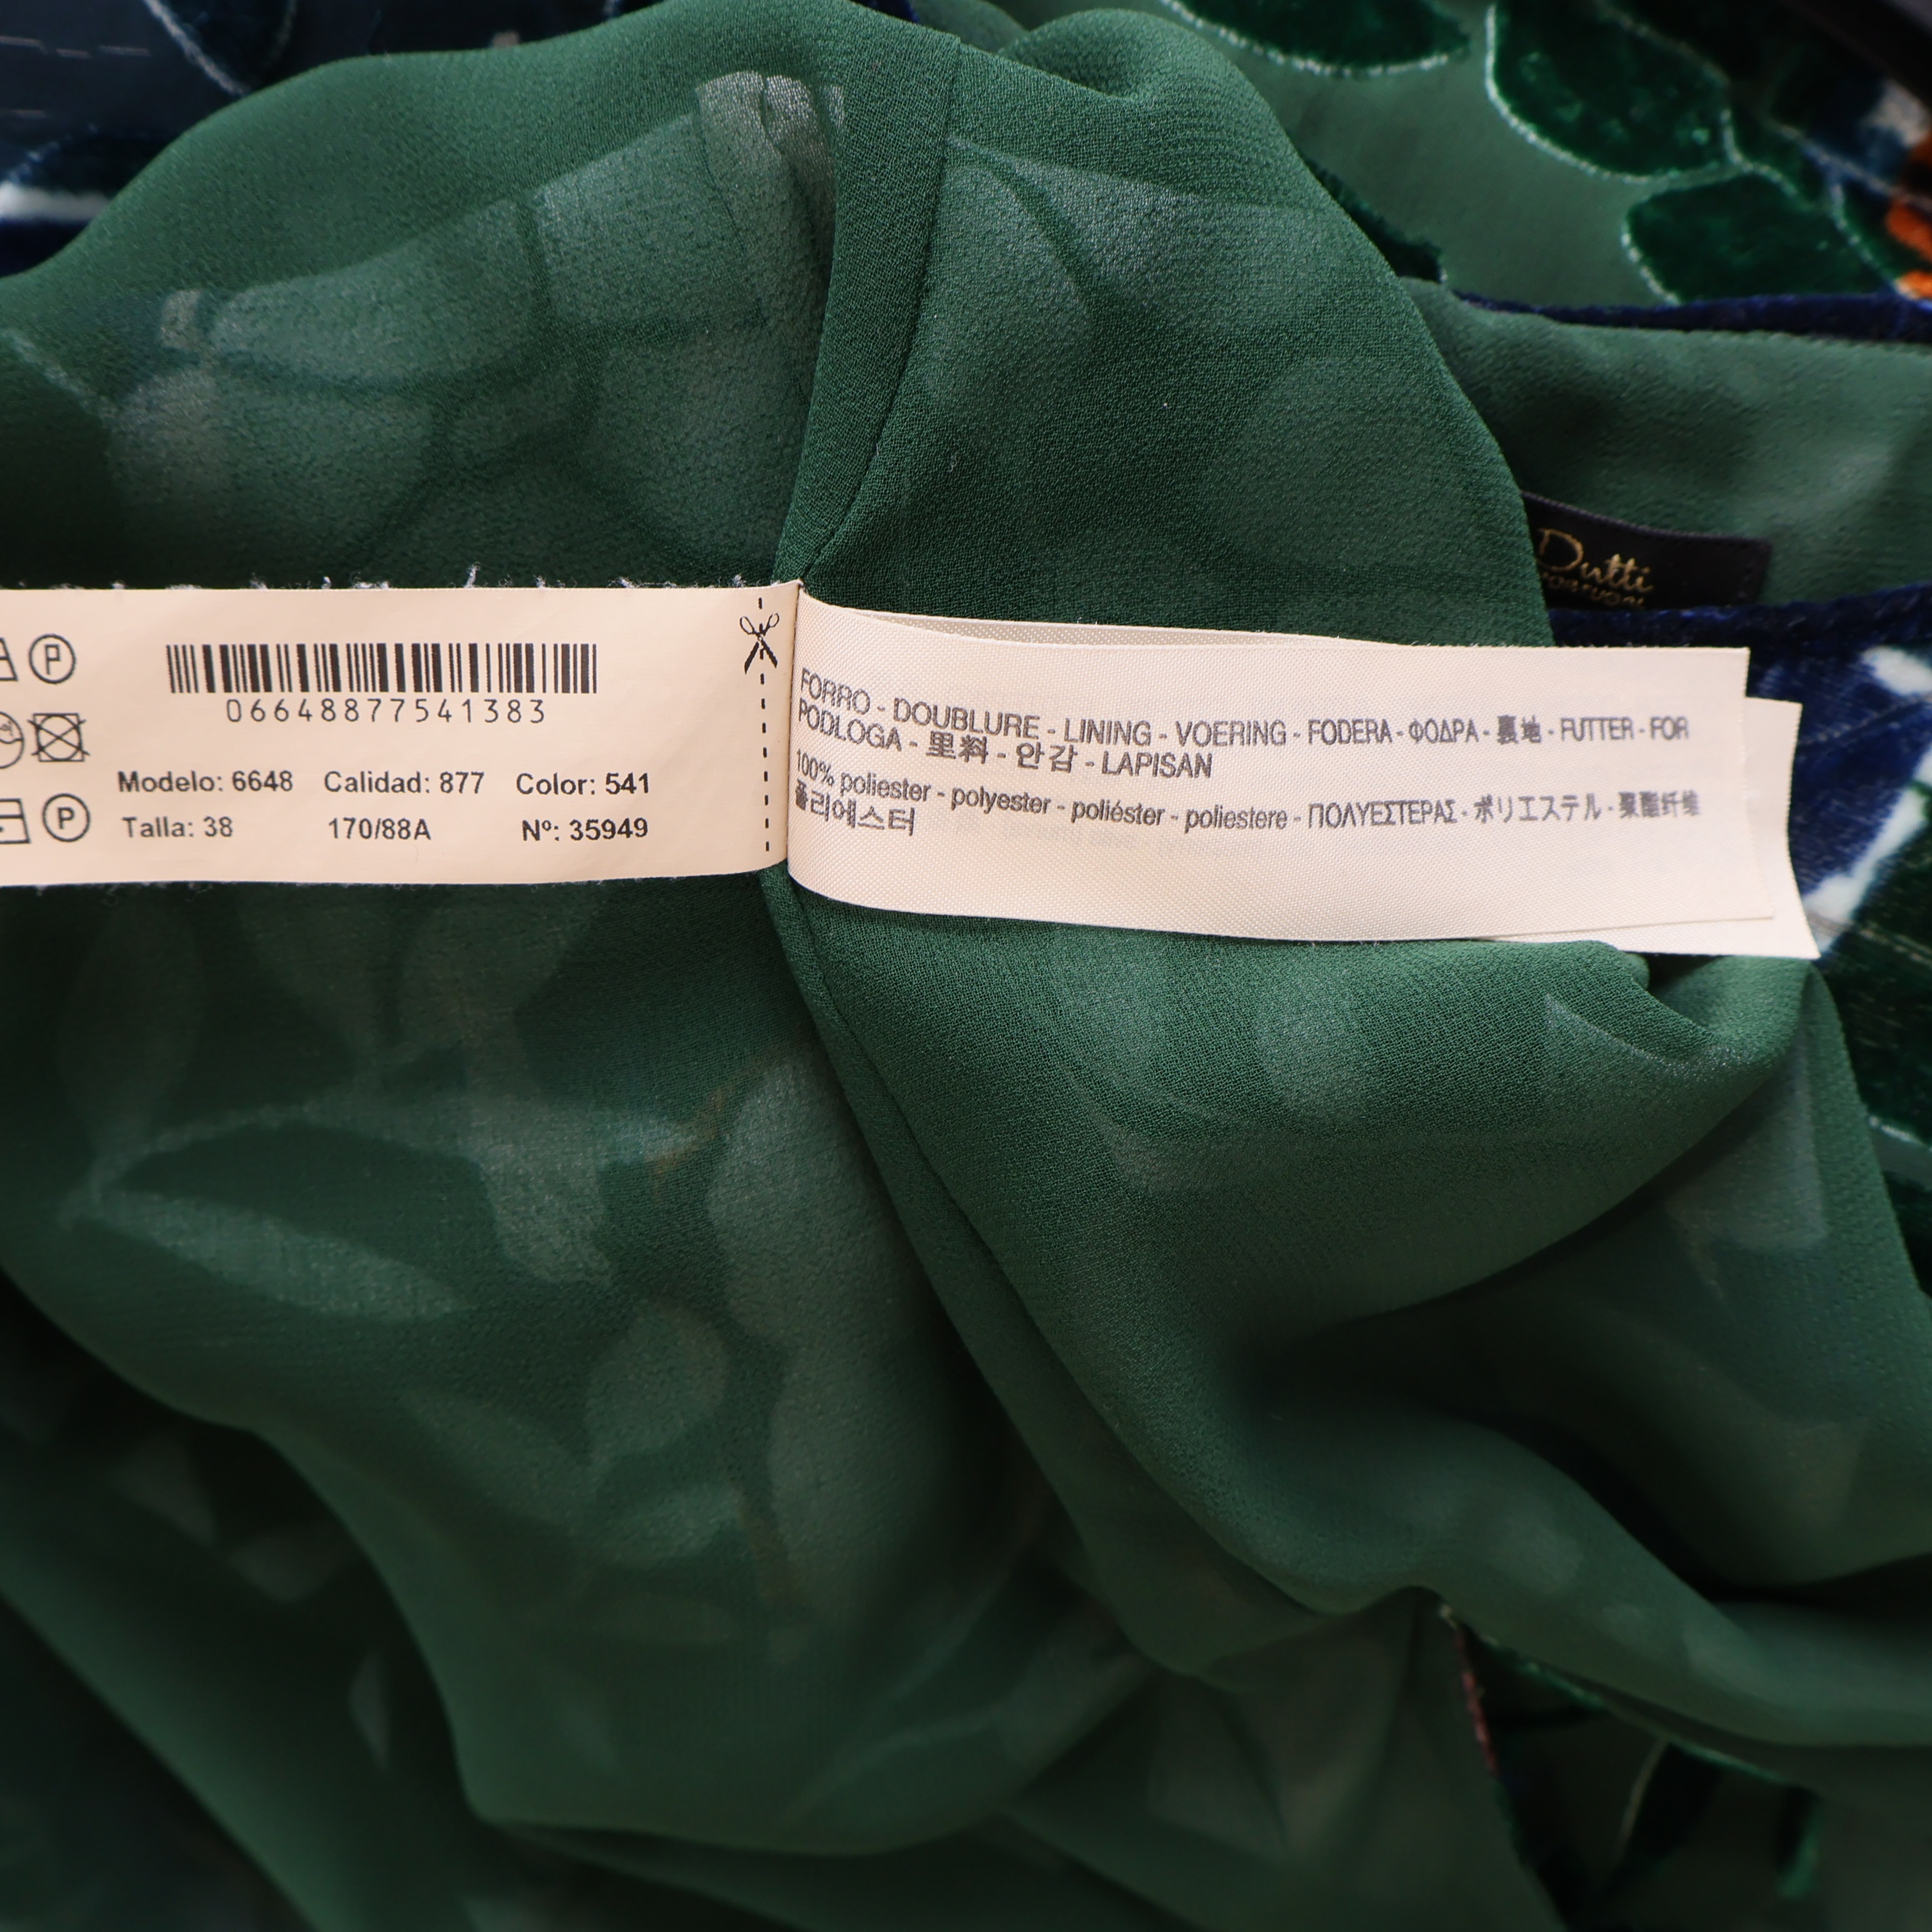 Dutti
P
P
06648877541383
Modelo: 6648 Calidad: 877 Color: 541
Talla: 38 170/88A Nº: 35949
FORRO - DOUBLURE - LINING - VOERING - FODERA - ΦΟΔΡΑ - 裏地 - FUTTER - FOR
PODLOGA - 里料 - 안감 - LAPISAN
100% poliester - polyester - poliéster - poliestere - ΠΟΛΥΕΣΤΕΡΑΣ - ポリエステル - 聚酯纤维
폴리에스터